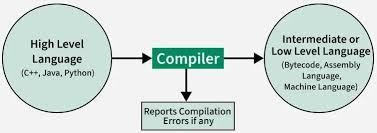 High Level
Language
(C++, Java, Python)
Compiler
Intermediate or
Low Level Language
(Bytecode, Assembly
Language,
Machine Language)
Reports Compilation
Errors if any